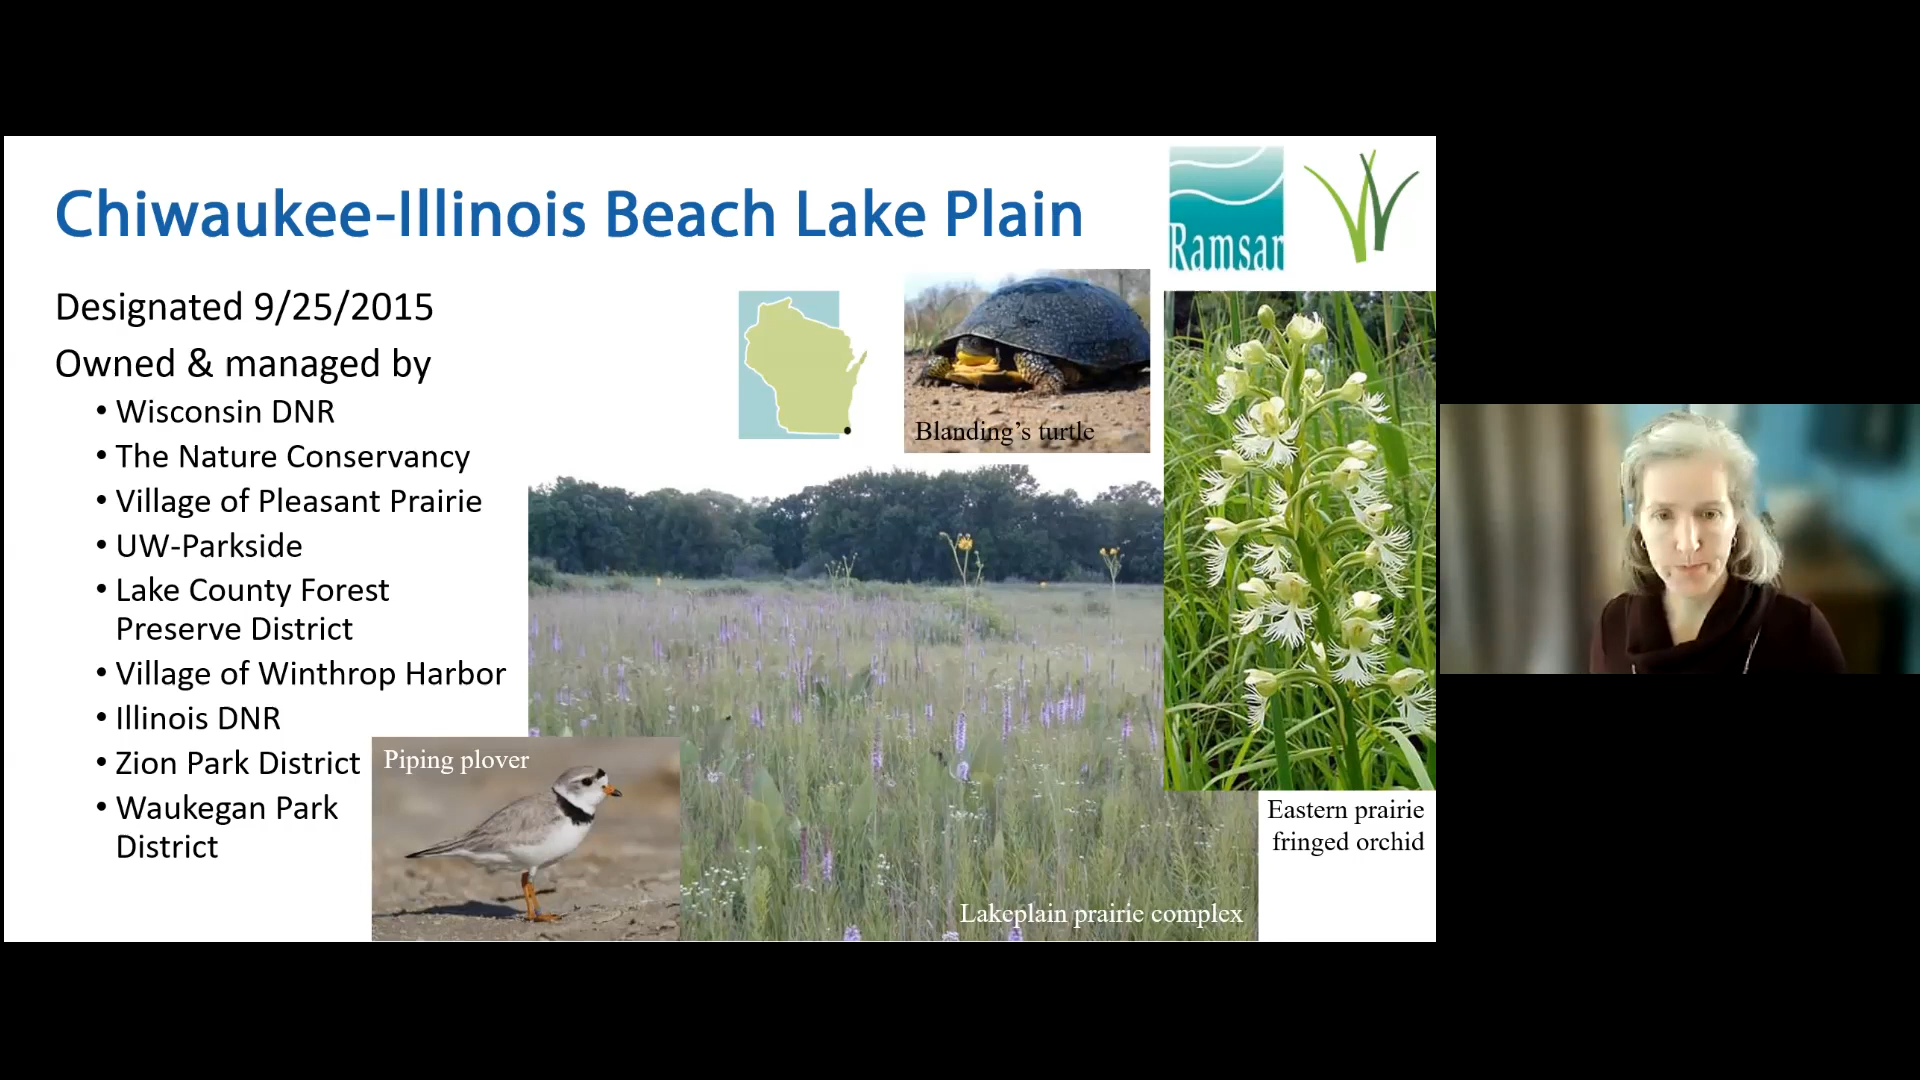 Chiwaukee-Illinois Beach Lake Plain
Ramsar
Designated 9/25/2015
Owned & managed by
• Wisconsin DNR
• The Nature Conservancy
• Village of Pleasant Prairie
• UW-Parkside
• Lake County Forest
Preserve District
• Village of Winthrop Harbor
• Illinois DNR
• Zion Park District
• Waukegan Park
District
Blanding’s turtle
Piping plover
Eastern prairie
fringed orchid
Lakeplain prairie complex